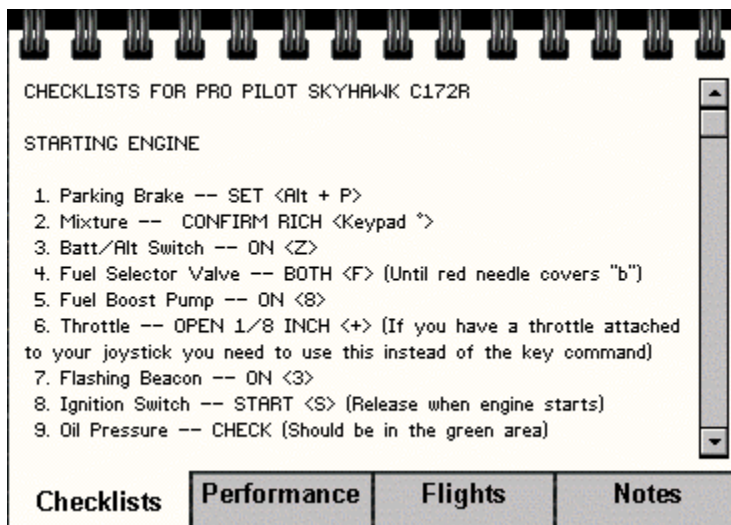 CHECKLISTS FOR PRO PILOT SKYHAWK C172R
STARTING ENGINE
1. Parking Brake -- SET <Alt + P>
2. Mixture -- CONFIRM RICH <Keypad *>
3. Batt/Alt Switch -- ON <Z>
4. Fuel Selector Valve -- BOTH <F> (Until red needle covers "b")
5. Fuel Boost Pump -- ON <8>
6. Throttle -- OPEN 1/8 INCH <+> (If you have a throttle attached
to your joystick you need to use this instead of the key command)
7. Flashing Beacon -- ON <3>
8. Ignition Switch -- START <S> (Release when engine starts)
9. Oil Pressure -- CHECK (Should be in the green area)
Checklists Performance Flights Notes